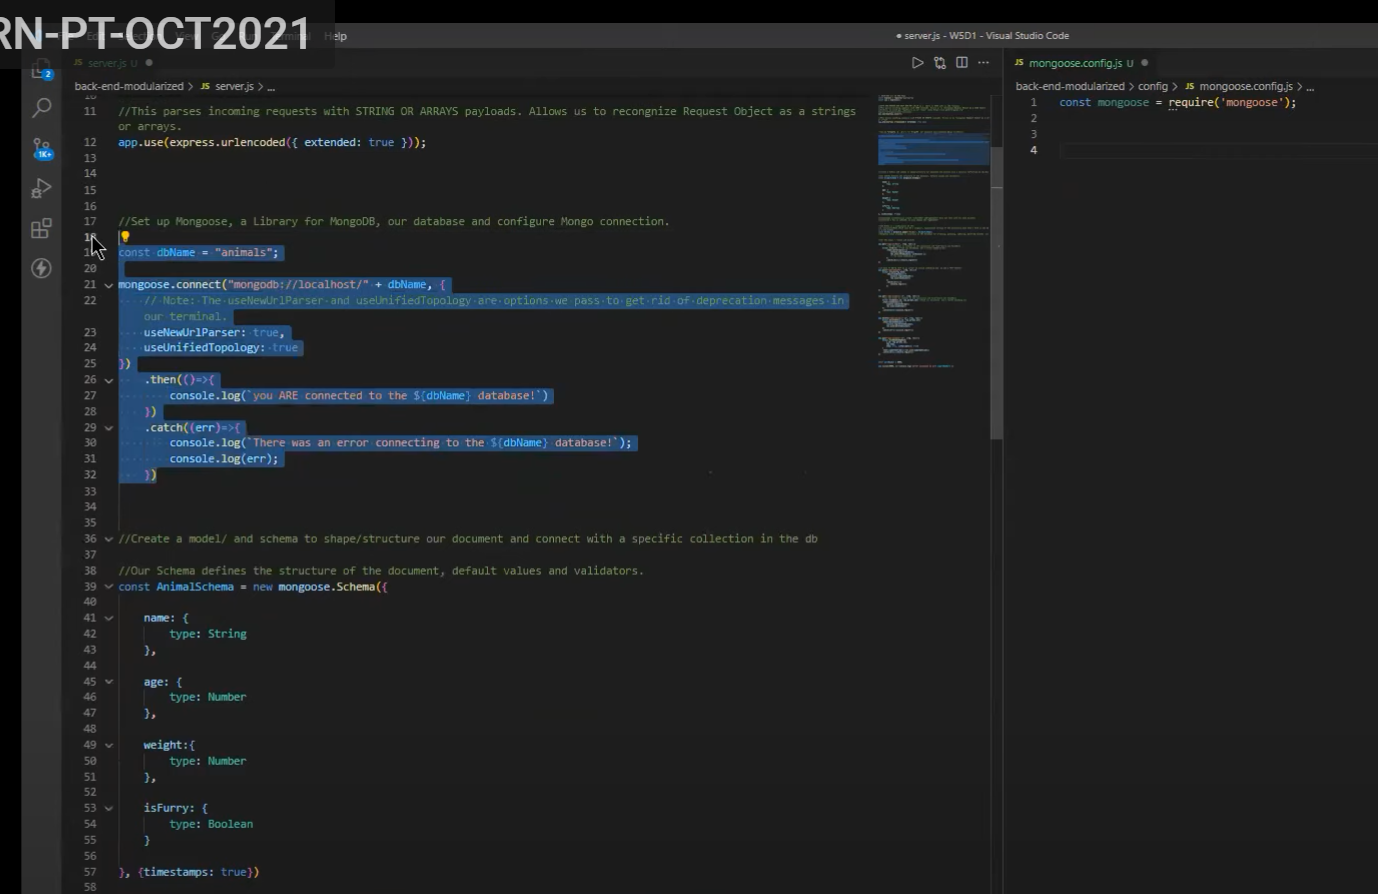 RN-PT-OCT2021
Help
● server.js - W5D1 - Visual Studio Code
JS server.js U ●
JS mongoose.config.js U ●
back-end-modularized > JS server.js > ...
back-end-modularized > config > JS mongoose.config.js > ...
2
1K+
11 //This parses incoming requests with STRING OR ARRAYS payloads. Allows us to recongnize Request Object as a strings
or arrays.
12 app.use(express.urlencoded({ extended: true }));
13
14
15
16
17 //Set up Mongoose, a Library for MongoDB, our database and configure Mongo connection.
18
19 const dbName = "animals";
20
21 mongoose.connect("mongodb://localhost/" + dbName, {
22 // Note: The useNewUrlParser and useUnifiedTopology are options we pass to get rid of deprecation messages in
our terminal.
23 useNewUrlParser: true,
24 useUnifiedTopology: true
25 })
26 .then(()=>{
27 console.log(`you ARE connected to the ${dbName} database!`)
28 })
29 .catch((err)=>{
30 console.log(`There was an error connecting to the ${dbName} database!`);
31 console.log(err);
32 })
33
34
35
36 //Create a model/ and schema to shape/structure our document and connect with a specific collection in the db
37
38 //Our Schema defines the structure of the document, default values and validators.
39 const AnimalSchema = new mongoose.Schema({
40
41 name: {
42 type: String
43 },
44
45 age: {
46 type: Number
47 },
48
49 weight:{
50 type: Number
51 },
52
53 isFurry: {
54 type: Boolean
55 }
56
57 }, {timestamps: true})
58
1 const mongoose = require('mongoose');
2
3
4